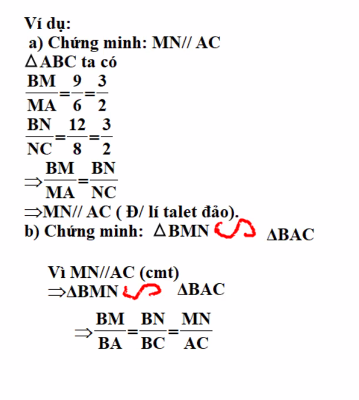 Ví dụ:
a) Chứng minh: MN// AC
△ABC ta có
BM/MA=9/6=3/2
BN/NC=12/8=3/2
⇒BM/MA=BN/NC
⇒MN// AC ( Đ/ lí talet đảo).
b) Chứng minh: △BMN ∽ ΔBAC
Vì MN//AC (cmt)
⇒ΔBMN ∽ ΔBAC
⇒BM/BA=BN/BC=MN/AC